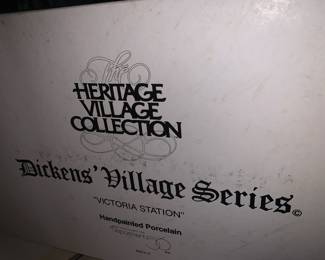 The
HERITAGE
VILLAGE
COLLECTION
Dickens' Village Series©
"VICTORIA STATION"
Handpainted Porcelain